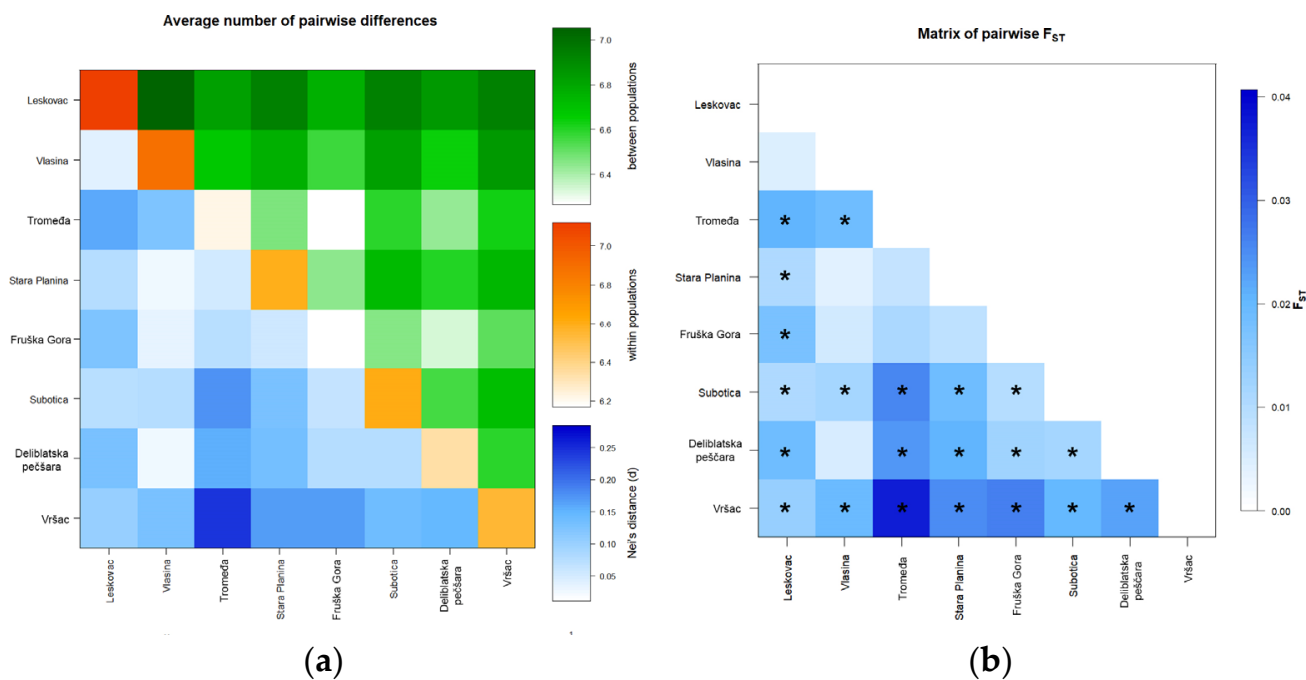 Average number of pairwise differences
Leskovac
Vlasina
Tromeđa
Stara Planina
Fruška Gora
Subotica
Deliblatska
pečšara
Vršac
Leskovac
Vlasina
Tromeđa
Stara Planina
Fruška Gora
Subotica
Deliblatska
pečšara
Vršac
7.0
6.8
6.6
6.4
between populations
7.0
6.8
6.6
6.4
6.2
within populations
0.25
0.20
0.15
0.10
0.05
Nei's distance (d)
(a)
Matrix of pairwise FST
Leskovac
Vlasina
Tromeđa
Stara Planina
Fruška Gora
Subotica
Deliblatska
peščara
Vršac
* *
*
*
* * * * *
* * * * *
* * * * * * *
Leskovac
Vlasina
Tromeđa
Stara Planina
Fruška Gora
Subotica
Deliblatska
peščara
Vršac
0.04
0.03
0.02
0.01
0.00
FST
(b)